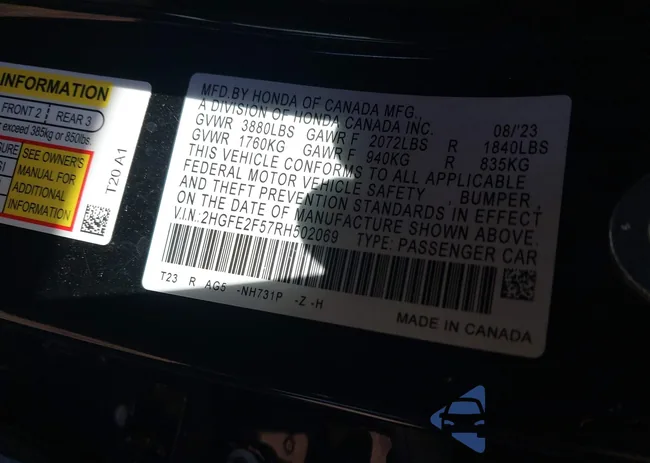 INFORMATION
FRONT 2 REAR 3
exceed 385kg or 850lbs.
SEE OWNER'S
MANUAL FOR
ADDITIONAL
INFORMATION
T20 A1
MFD.BY HONDA OF CANADA MFG.,
A DIVISION OF HONDA CANADA INC. 08/'23
GVWR 3880LBS GAWR F 2072LBS R 1840LBS
GVWR 1760KG GAWR F 940KG R 835KG
THIS VEHICLE CONFORMS TO ALL APPLICABLE
FEDERAL MOTOR VEHICLE SAFETY , BUMPER,
AND THEFT PREVENTION STANDARDS IN EFFECT
ON THE DATE OF MANUFACTURE SHOWN ABOVE.
V.I.N: 2HGFE2F57RH502069 TYPE: PASSENGER CAR
T23 R AG5 -NH731P -Z -H
MADE IN CANADA